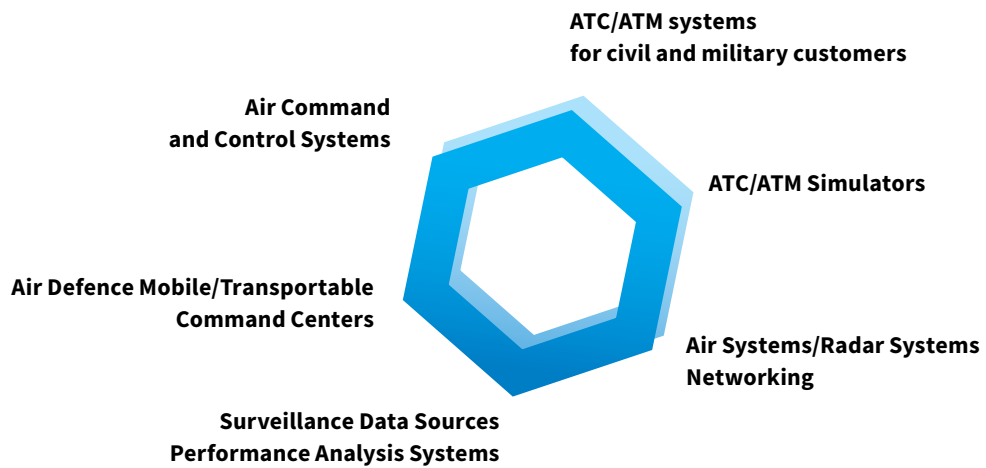 ATC/ATM systems
for civil and military customers
Air Command
and Control Systems
ATC/ATM Simulators
Air Defence Mobile/Transportable
Command Centers
Air Systems/Radar Systems
Networking
Surveillance Data Sources
Performance Analysis Systems